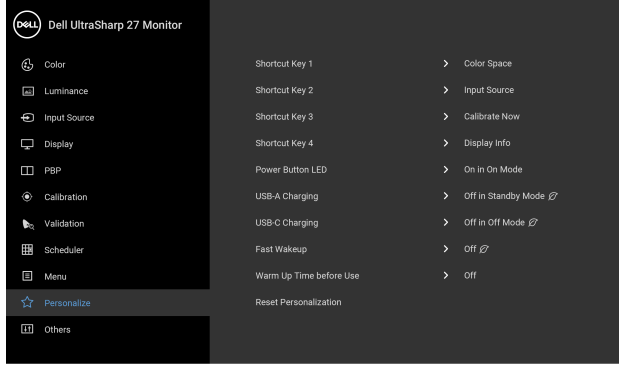 DELL Dell UltraSharp 27 Monitor
Color
Luminance
Input Source
Display
PBP
Calibration
Validation
Scheduler
Menu
Personalize
Others
Shortcut Key 1 > Color Space
Shortcut Key 2 > Input Source
Shortcut Key 3 > Calibrate Now
Shortcut Key 4 > Display Info
Power Button LED > On in On Mode
USB-A Charging > Off in Standby Mode
USB-C Charging > Off in Off Mode
Fast Wakeup > Off
Warm Up Time before Use > Off
Reset Personalization